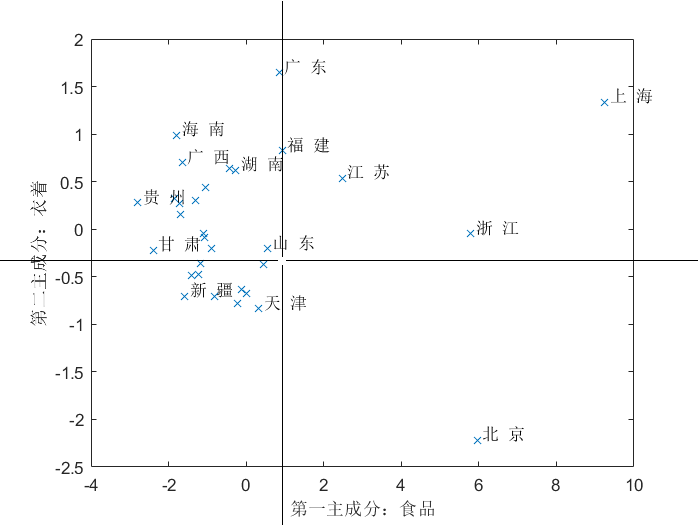 2
广 东
1.5
上 海
1
海 南
福 建
广 西
湖 南
江 苏
0.5
贵 州
浙 江
0
甘 肃
山 东
-0.5
新 疆
天 津
-1
-1.5
-2
北 京
-2.5
-4
-2
0
2
4
6
8
10
第一主成分：食品
第二主成分：衣着